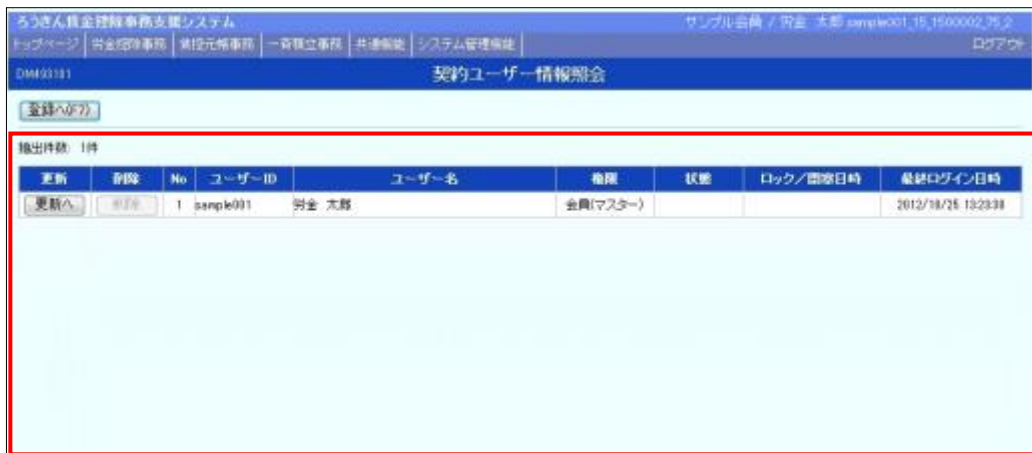 ろうきん賃金控除事務支援システム サンプル会員 / 労金 太郎 sample001_15_1500002_75_2
トップページ 労金控除事務 賃控元帳事務 一斉積立事務 共通機能 システム管理機能 ログアウト
契約ユーザー情報照会
登録へ(F7)
抽出件数: 1件
更新 削除 No ユーザーID ユーザー名 権限 状態 ロック/閉塞日時 最終ログイン日時
更新へ 削除 1 sample001 労金 太郎 会員(マスター) 2012/10/25